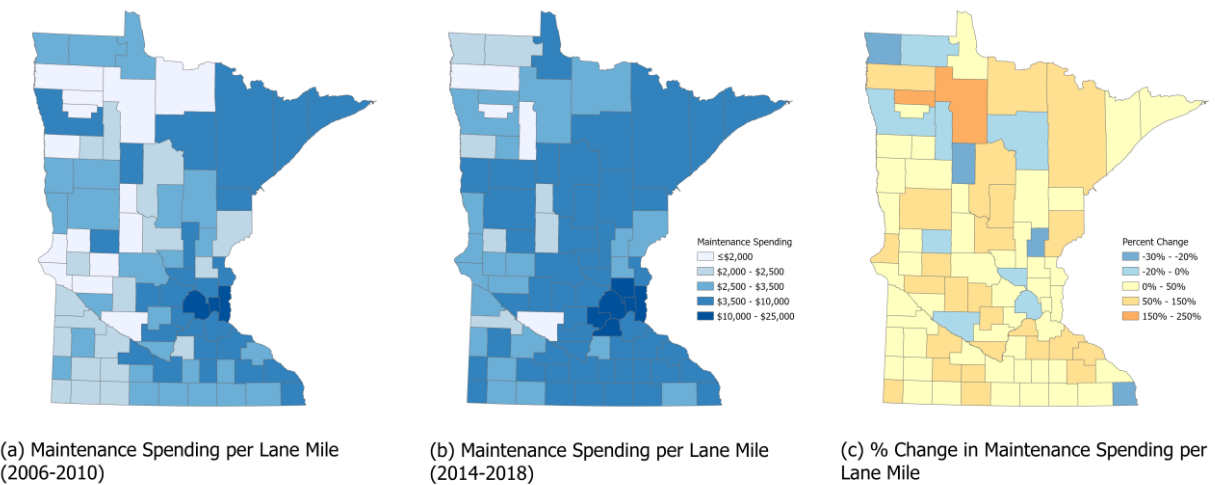 Maintenance Spending
≤$2,000
$2,000 - $2,500
$2,500 - $3,500
$3,500 - $10,000
$10,000 - $25,000
Percent Change
-30% - -20%
-20% - 0%
0% - 50%
50% - 150%
150% - 250%
(a) Maintenance Spending per Lane Mile
(2006-2010)
(b) Maintenance Spending per Lane Mile
(2014-2018)
(c) % Change in Maintenance Spending per
Lane Mile